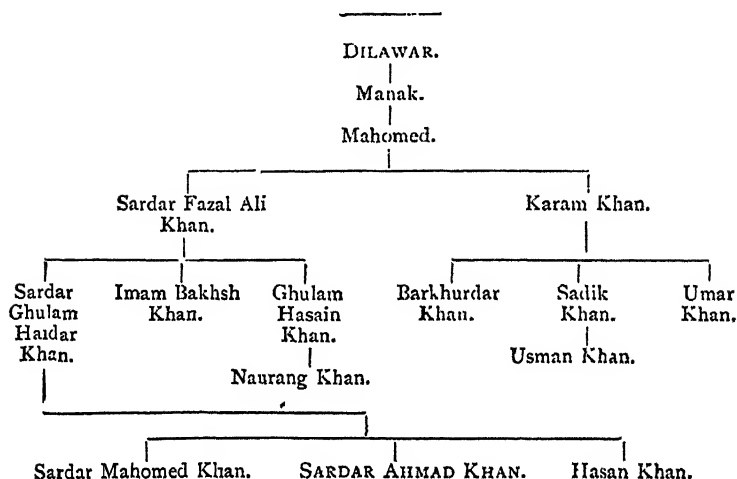 DILAWAR.
Manak.
Mahomed.
Sardar Fazal Ali
Khan.
Karam Khan.
Sardar
Ghulam
Haidar
Khan.
Imam Bakhsh
Khan.
Ghulam
Hasain
Khan.
Barkhurdar
Khan.
Sadik
Khan.
Umar
Khan.
Naurang Khan.
Usman Khan.
Sardar Mahomed Khan.
SARDAR AHMAD KHAN.
Hasan Khan.